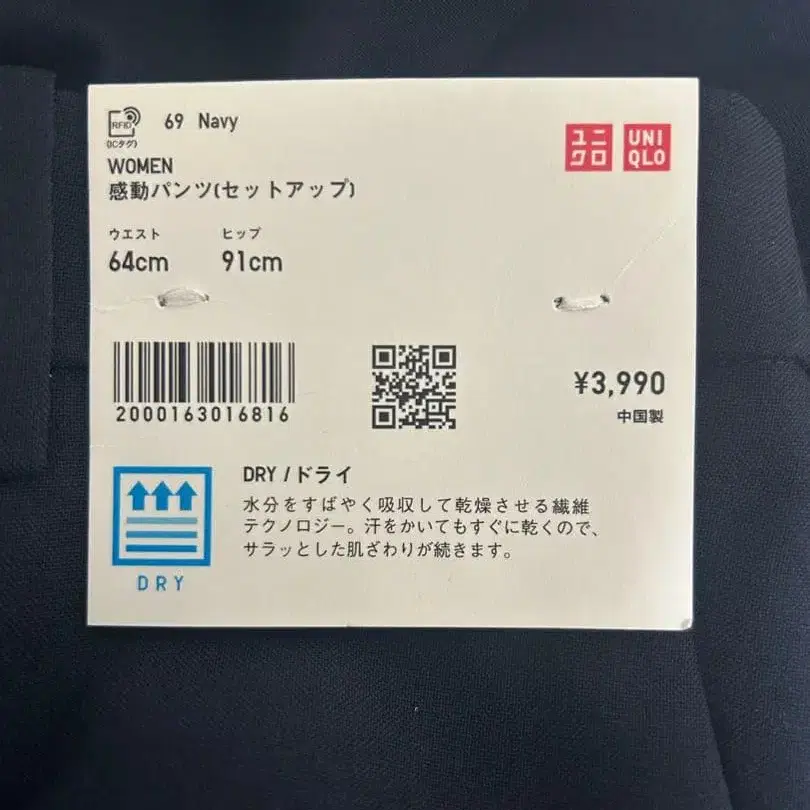 RFID
(ICタグ)
69 Navy
ユニ
クロ
UNI
QLO
WOMEN
感動パンツ(セットアップ)
ウエスト ヒップ
64cm 91cm
2000163016816
¥3,990
中国製
DRY /ドライ
水分をすばやく吸収して乾燥させる繊維
テクノロジー。汗をかいてもすぐに乾くので、
サラッとした肌ざわりが続きます。
DRY